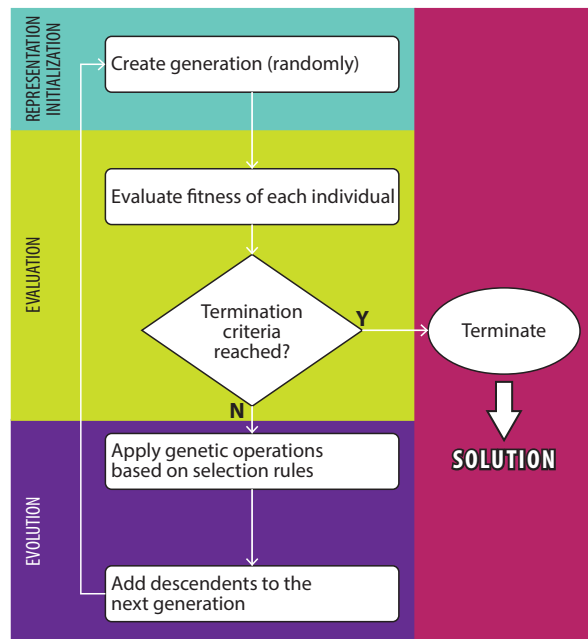 REPRESENTATION
INITIALIZATION
Create generation (randomly)
EVALUATION
Evaluate fitness of each individual
Termination
criteria
reached?
Y
Terminate
N
SOLUTION
EVOLUTION
Apply genetic operations
based on selection rules
Add descendents to the
next generation